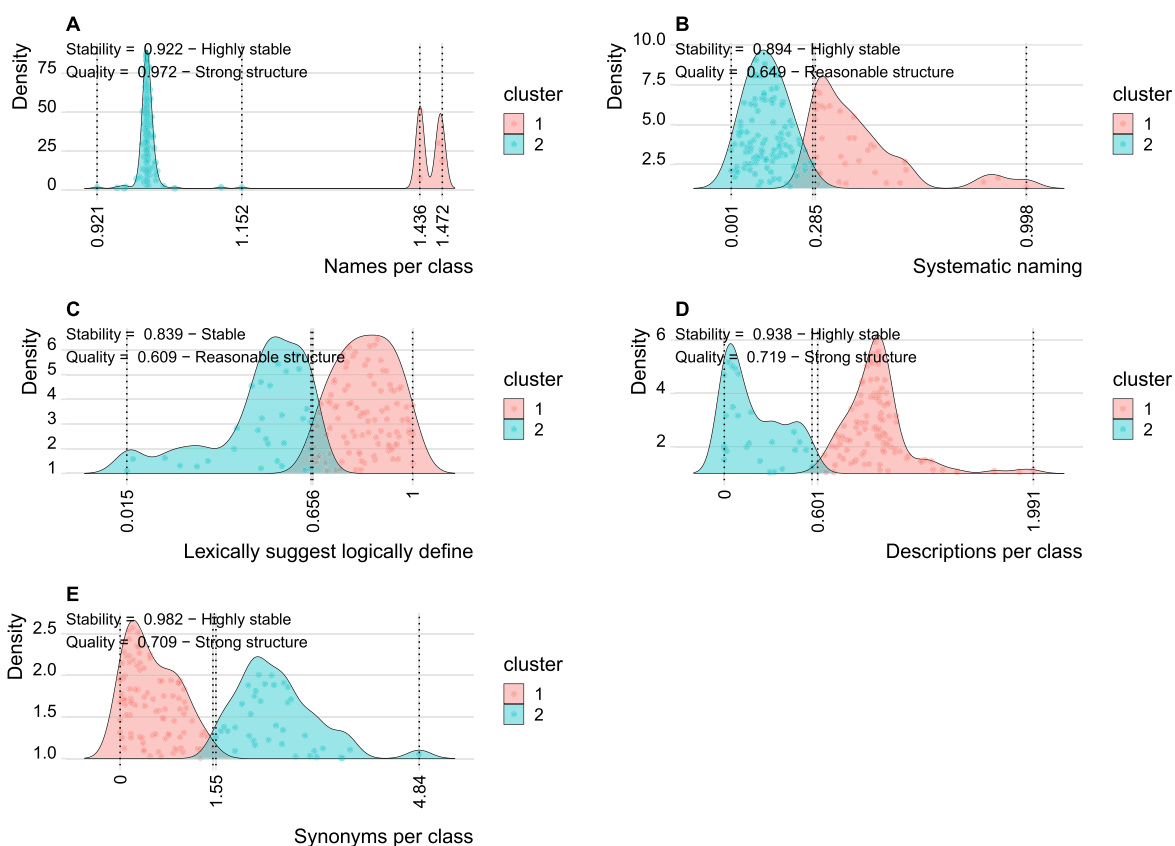 A
Stability = 0.922 − Highly stable
Quality = 0.972 − Strong structure
Density
75
50
25
0
0.921
1.152
1.436
1.472
Names per class
cluster
1
2
B
Stability = 0.894 − Highly stable
Quality = 0.649 − Reasonable structure
Density
10.0
7.5
5.0
2.5
0.001
0.285
0.998
Systematic naming
cluster
1
2
C
Stability = 0.839 − Stable
Quality = 0.609 − Reasonable structure
Density
6
5
4
3
2
1
0.015
0.656
1
Lexically suggest logically define
cluster
1
2
D
Stability = 0.938 − Highly stable
Quality = 0.719 − Strong structure
Density
6
4
2
0
0.601
1.991
Descriptions per class
cluster
1
2
E
Stability = 0.982 − Highly stable
Quality = 0.709 − Strong structure
Density
2.5
2.0
1.5
1.0
0
1.55
4.84
Synonyms per class
cluster
1
2